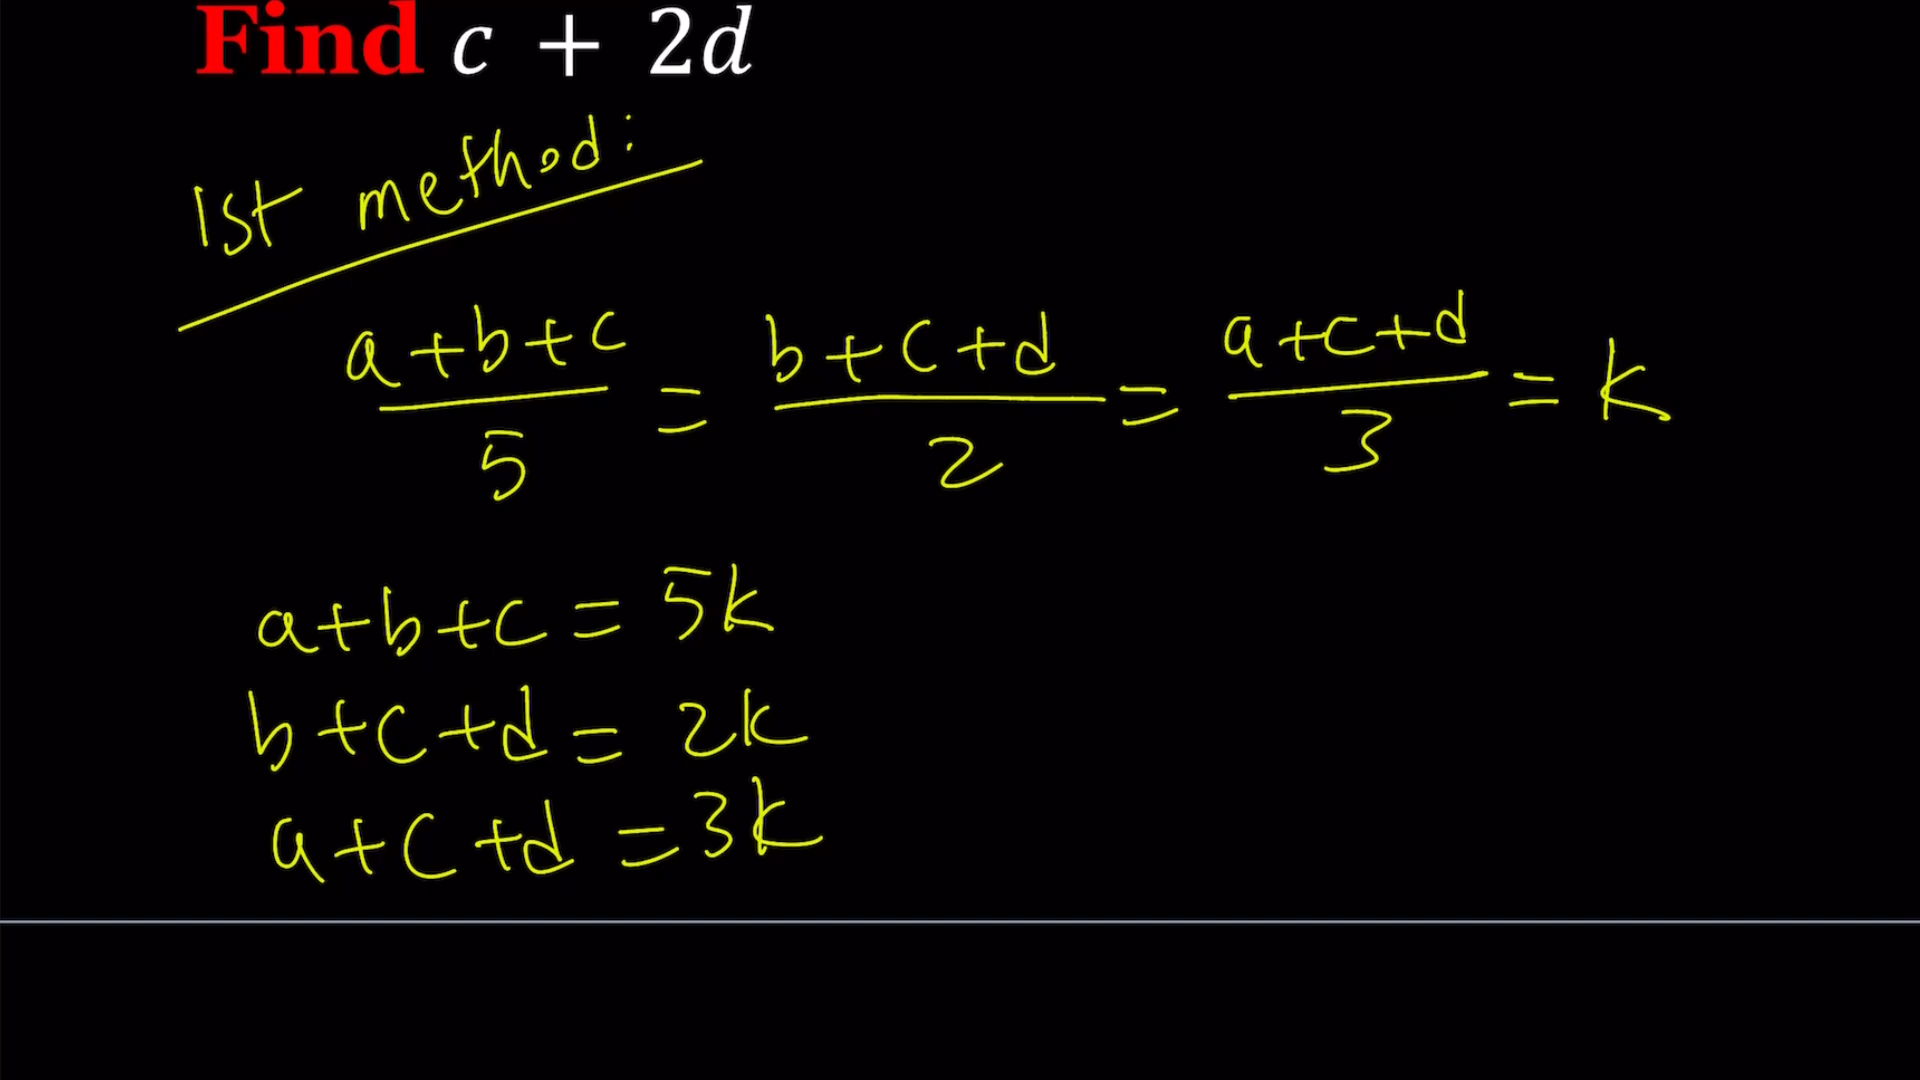 Find c + 2d
1st method:
a+b+c/5 = b+c+d/2 = a+c+d/3 = k
a+b+c = 5k
b+c+d = 2k
a+c+d = 3k